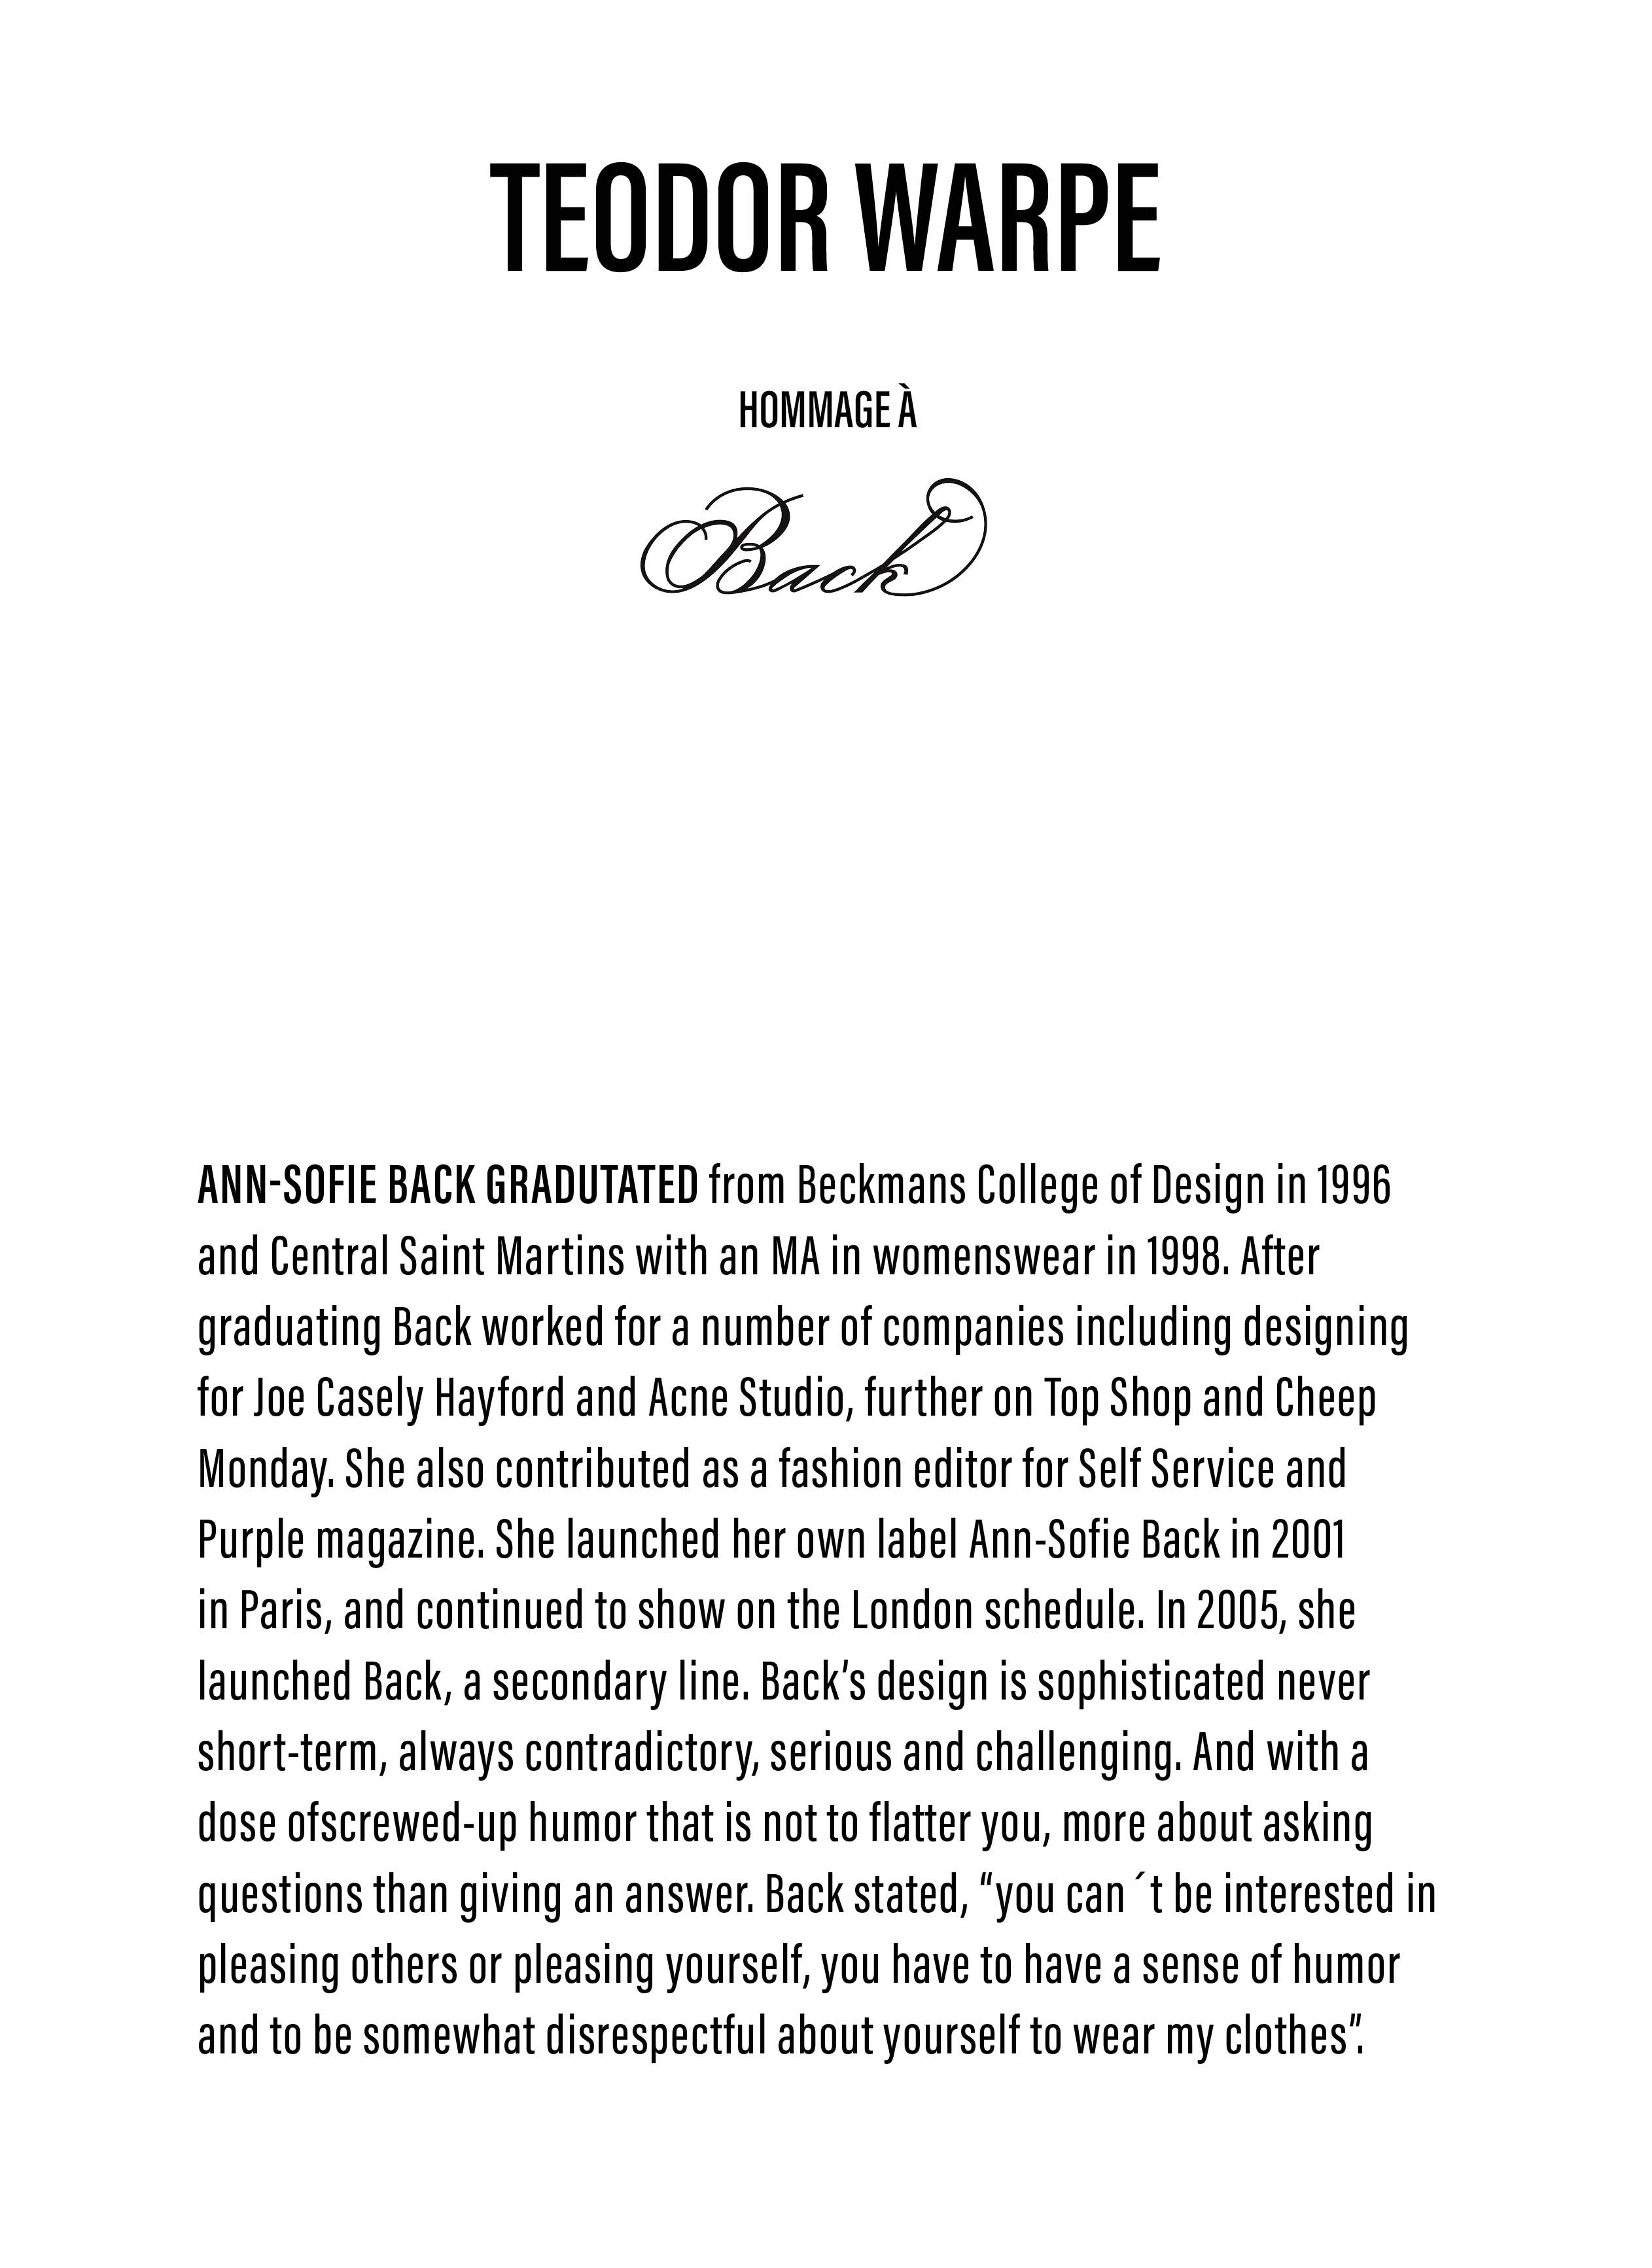 TEODOR WARPE
HOMMAGE À
Back
ANN-SOFIE BACK GRADUTATED from Beckmans College of Design in 1996
and Central Saint Martins with an MA in womenswear in 1998. After
graduating Back worked for a number of companies including designing
for Joe Casely Hayford and Acne Studio, further on Top Shop and Cheep
Monday. She also contributed as a fashion editor for Self Service and
Purple magazine. She launched her own label Ann-Sofie Back in 2001
in Paris, and continued to show on the London schedule. In 2005, she
launched Back, a secondary line. Back’s design is sophisticated never
short-term, always contradictory, serious and challenging. And with a
dose ofscrewed-up humor that is not to flatter you, more about asking
questions than giving an answer. Back stated, “you can ´t be interested in
pleasing others or pleasing yourself, you have to have a sense of humor
and to be somewhat disrespectful about yourself to wear my clothes”.